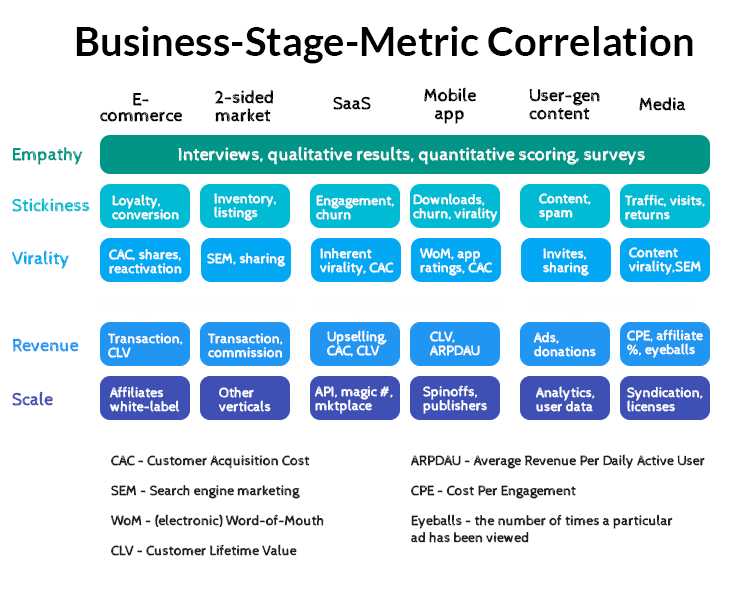 Business-Stage-Metric Correlation
E-
commerce
2-sided
market
SaaS
Mobile
app
User-gen
content
Media
Empathy
Interviews, qualitative results, quantitative scoring, surveys
Stickiness
Loyalty,
conversion
Inventory,
listings
Engagement,
churn
Downloads,
churn, virality
Content,
spam
Traffic, visits,
returns
Virality
CAC, shares,
reactivation
SEM, sharing
Inherent
virality, CAC
WoM, app
ratings, CAC
Invites,
sharing
Content
virality,SEM
Revenue
Transaction,
CLV
Transaction,
commission
Upselling,
CAC, CLV
CLV,
ARPDAU
Ads,
donations
CPE, affiliate
%, eyeballs
Scale
Affiliates
white-label
Other
verticals
API, magic #,
mktplace
Spinoffs,
publishers
Analytics,
user data
Syndication,
licenses
CAC - Customer Acquisition Cost
SEM - Search engine marketing
WoM - (electronic) Word-of-Mouth
CLV - Customer Lifetime Value
ARPDAU - Average Revenue Per Daily Active User
CPE - Cost Per Engagement
Eyeballs - the number of times a particular
ad has been viewed